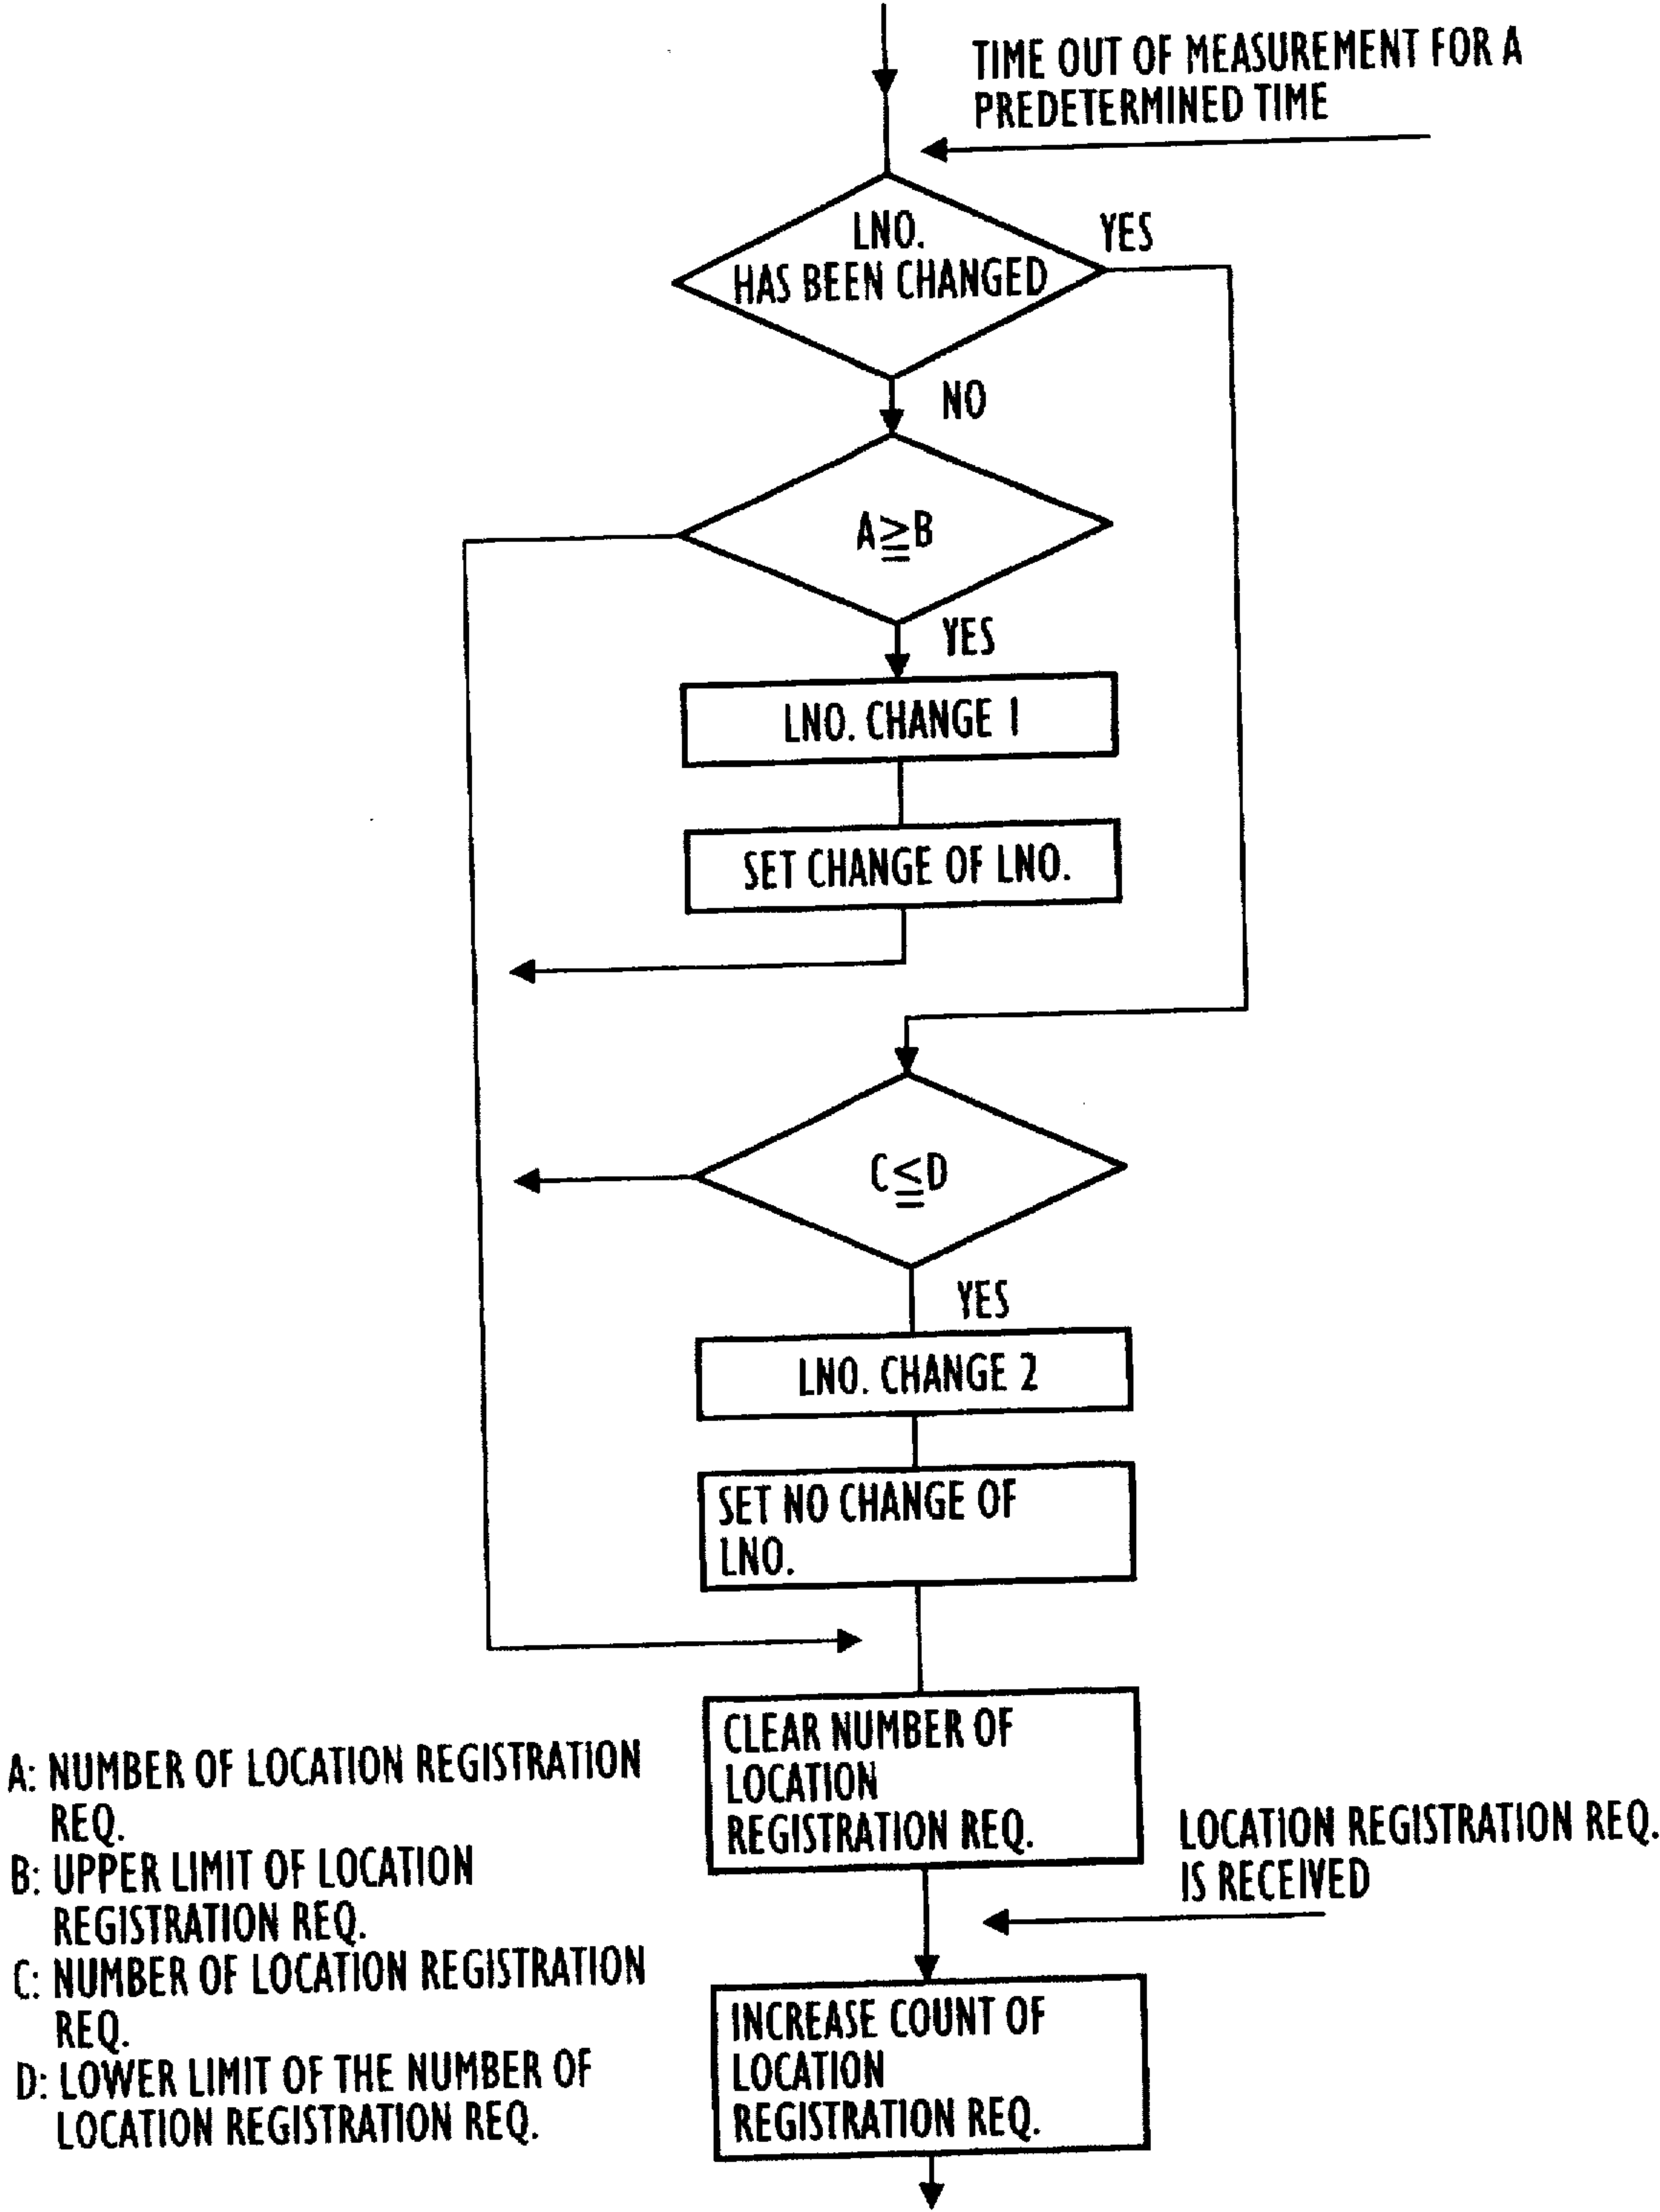 TIME OUT OF MEASUREMENT FOR A
PREDETERMINED TIME
LNO.
HAS BEEN CHANGED
YES
NO
A≧B
YES
LNO. CHANGE 1
SET CHANGE OF LNO.
C≦D
YES
LNO. CHANGE 2
SET NO CHANGE OF
LNO.
CLEAR NUMBER OF
LOCATION
REGISTRATION REQ.
LOCATION REGISTRATION REQ.
IS RECEIVED
INCREASE COUNT OF
LOCATION
REGISTRATION REQ.
A: NUMBER OF LOCATION REGISTRATION
REQ.
B: UPPER LIMIT OF LOCATION
REGISTRATION REQ.
C: NUMBER OF LOCATION REGISTRATION
REQ.
D: LOWER LIMIT OF THE NUMBER OF
LOCATION REGISTRATION REQ.